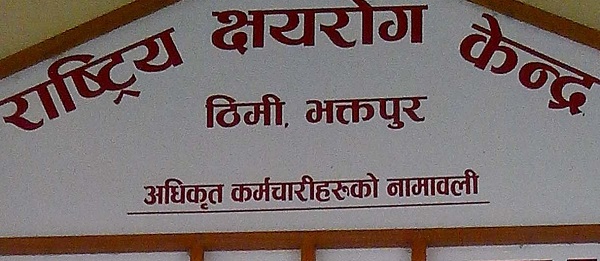 राष्ट्रिय क्षयरोग केन्द्र
ठिमी, भक्तपुर
अधिकृत कर्मचारीहरुको नामावली